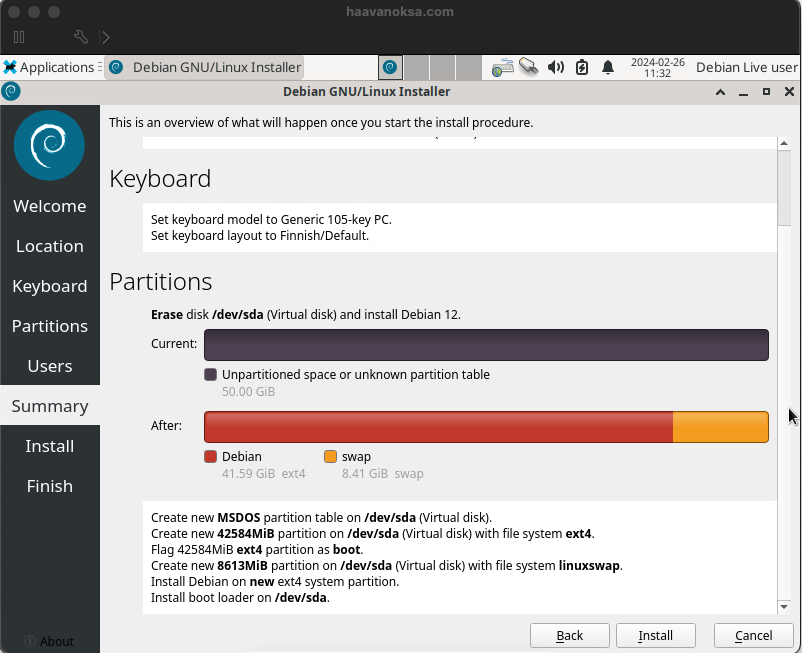 haavanoksa.com
Applications
Debian GNU/Linux Installer
2024-02-26
11:32
Debian Live user
Debian GNU/Linux Installer
This is an overview of what will happen once you start the install procedure.
Welcome
Location
Keyboard
Partitions
Users
Summary
Install
Finish
About
Keyboard
Set keyboard model to Generic 105-key PC.
Set keyboard layout to Finnish/Default.
Partitions
Erase disk /dev/sda (Virtual disk) and install Debian 12.
Current:
Unpartitioned space or unknown partition table
50.00 GiB
After:
Debian
41.59 GiB ext4
swap
8.41 GiB swap
Create new MSDOS partition table on /dev/sda (Virtual disk).
Create new 42584MiB partition on /dev/sda (Virtual disk) with file system ext4.
Flag 42584MiB ext4 partition as boot.
Create new 8613MiB partition on /dev/sda (Virtual disk) with file system linuxswap.
Install Debian on new ext4 system partition.
Install boot loader on /dev/sda.
Back
Install
Cancel